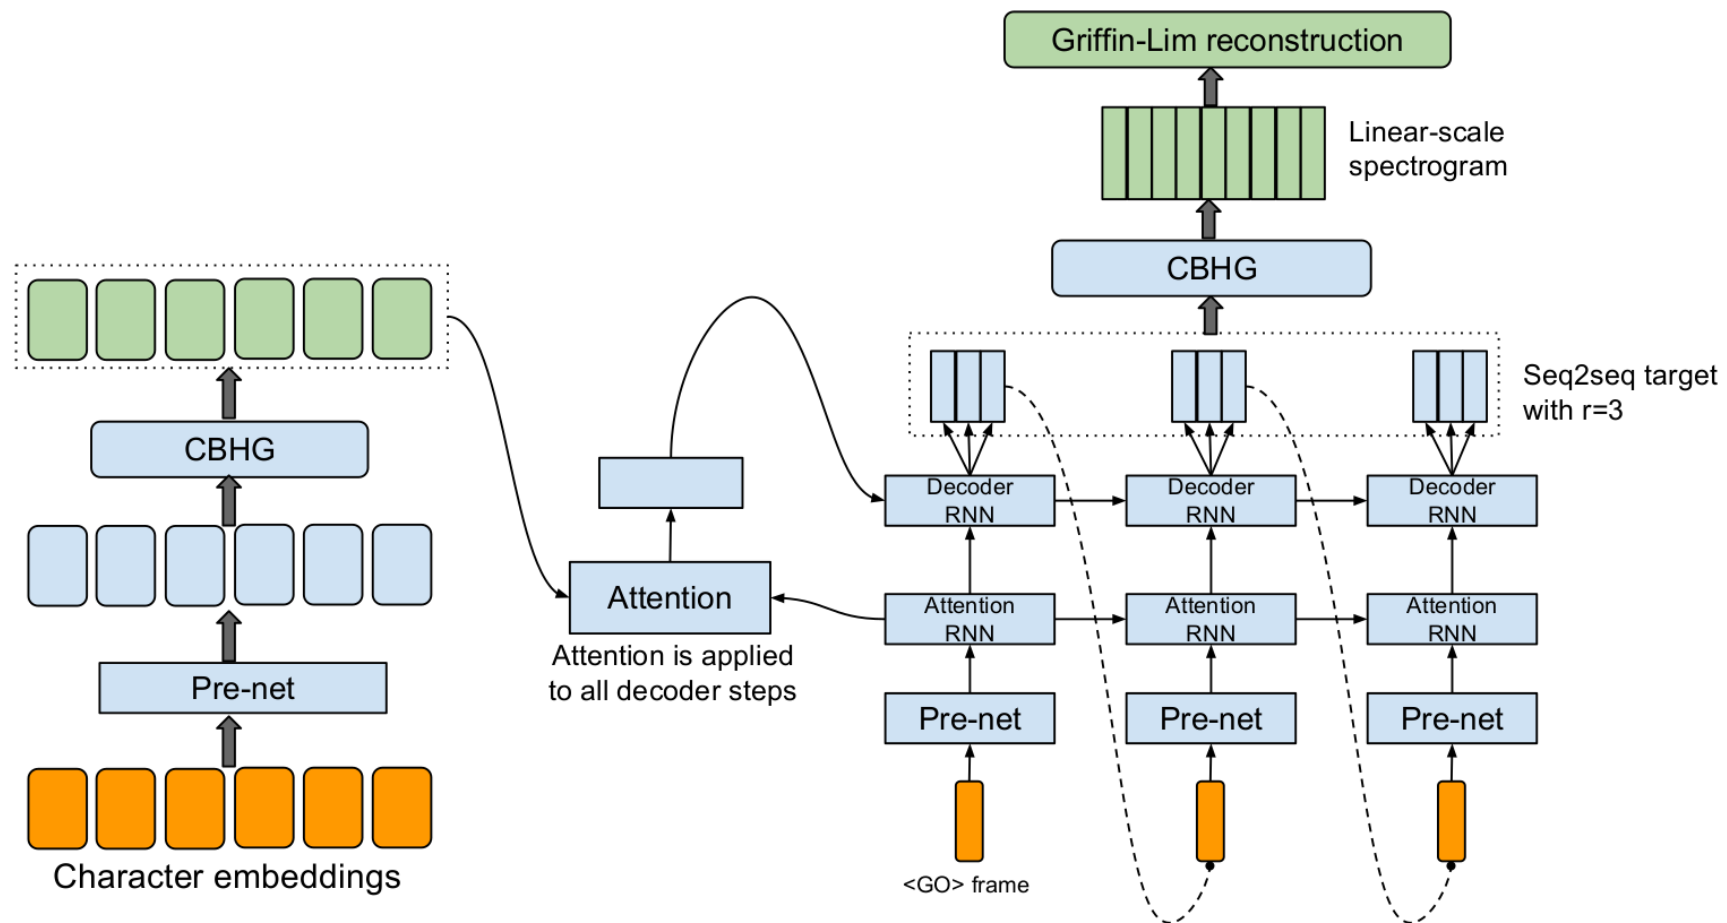 Griffin-Lim reconstruction
Linear-scale
spectrogram
CBHG
Seq2seq target
with r=3
CBHG
Decoder
RNN
Decoder
RNN
Decoder
RNN
Attention
Attention is applied
to all decoder steps
Attention
RNN
Attention
RNN
Attention
RNN
Pre-net
Pre-net
Pre-net
Pre-net
Character embeddings
<GO> frame